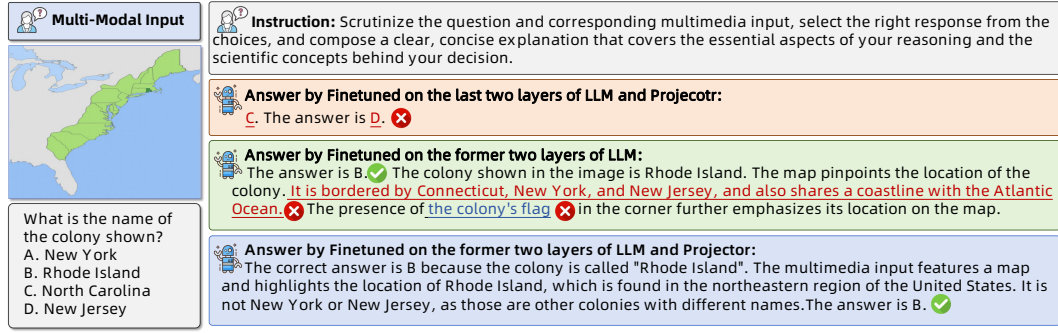 Multi-Modal Input
What is the name of
the colony shown?
A. New York
B. Rhode Island
C. North Carolina
D. New Jersey
Instruction: Scrutinize the question and corresponding multimedia input, select the right response from the
choices, and compose a clear, concise explanation that covers the essential aspects of your reasoning and the
scientific concepts behind your decision.
Answer by Finetuned on the last two layers of LLM and Projecotr:
C. The answer is D.
Answer by Finetuned on the former two layers of LLM:
The answer is B. The colony shown in the image is Rhode Island. The map pinpoints the location of the
colony. It is bordered by Connecticut, New York, and New Jersey, and also shares a coastline with the Atlantic
Ocean. The presence of the colony's flag in the corner further emphasizes its location on the map.
Answer by Finetuned on the former two layers of LLM and Projector:
The correct answer is B because the colony is called "Rhode Island". The multimedia input features a map
and highlights the location of Rhode Island, which is found in the northeastern region of the United States. It is
not New York or New Jersey, as those are other colonies with different names.The answer is B.